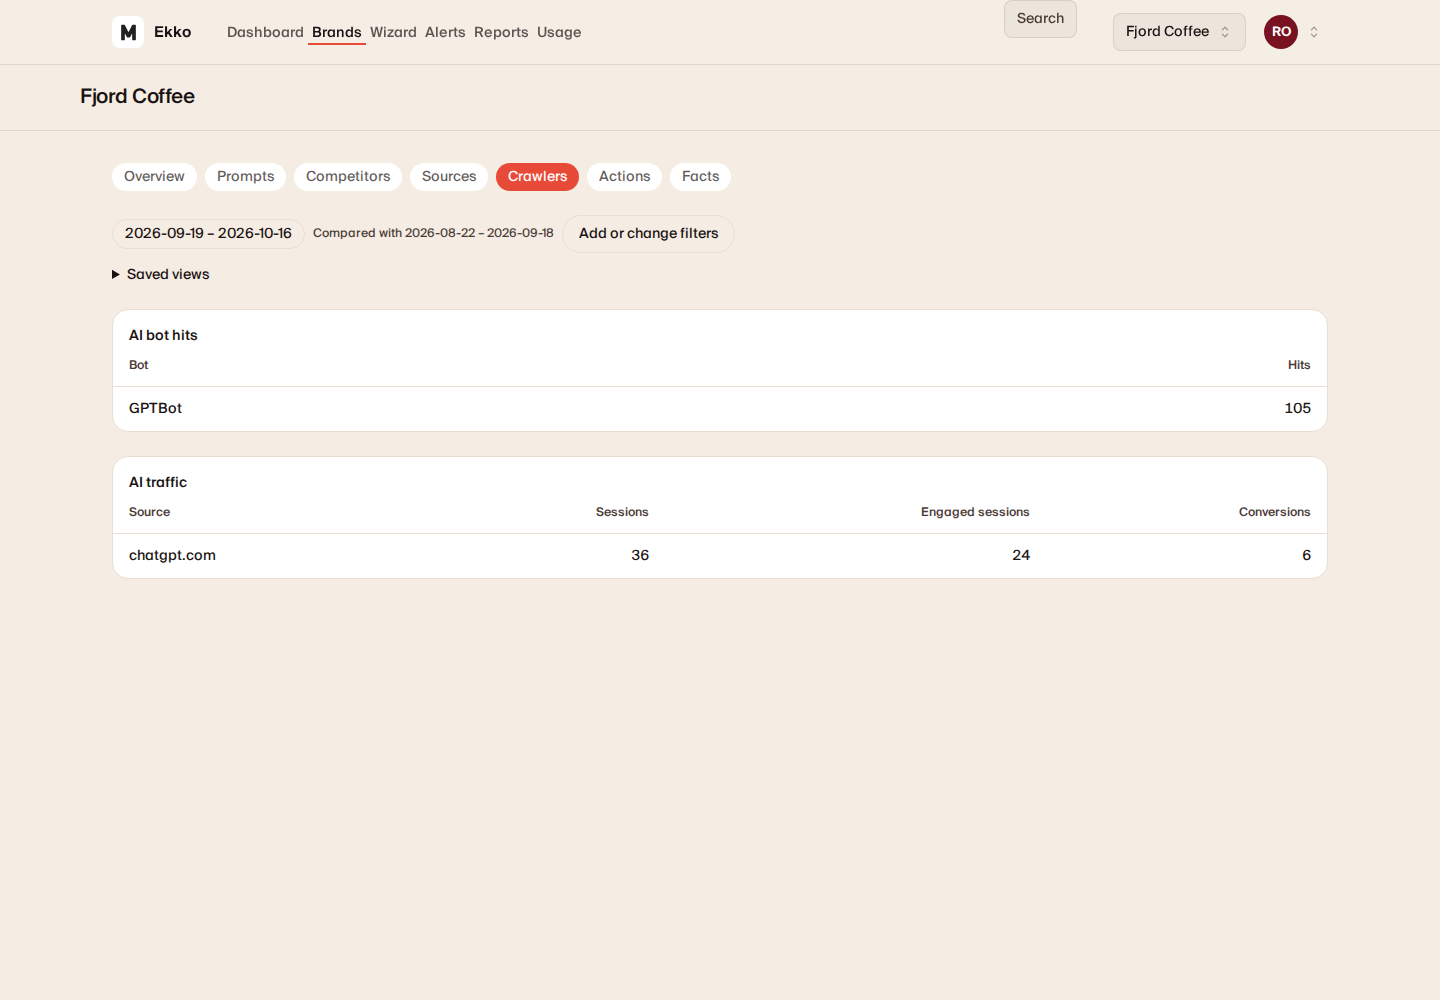 M Ekko Dashboard Brands Wizard Alerts Reports Usage Search Fjord Coffee RO
Fjord Coffee
Overview Prompts Competitors Sources Crawlers Actions Facts
2026-09-19 – 2026-10-16 Compared with 2026-08-22 – 2026-09-18 Add or change filters
Saved views
AI bot hits
Bot Hits
GPTBot 105
AI traffic
Source Sessions Engaged sessions Conversions
chatgpt.com 36 24 6